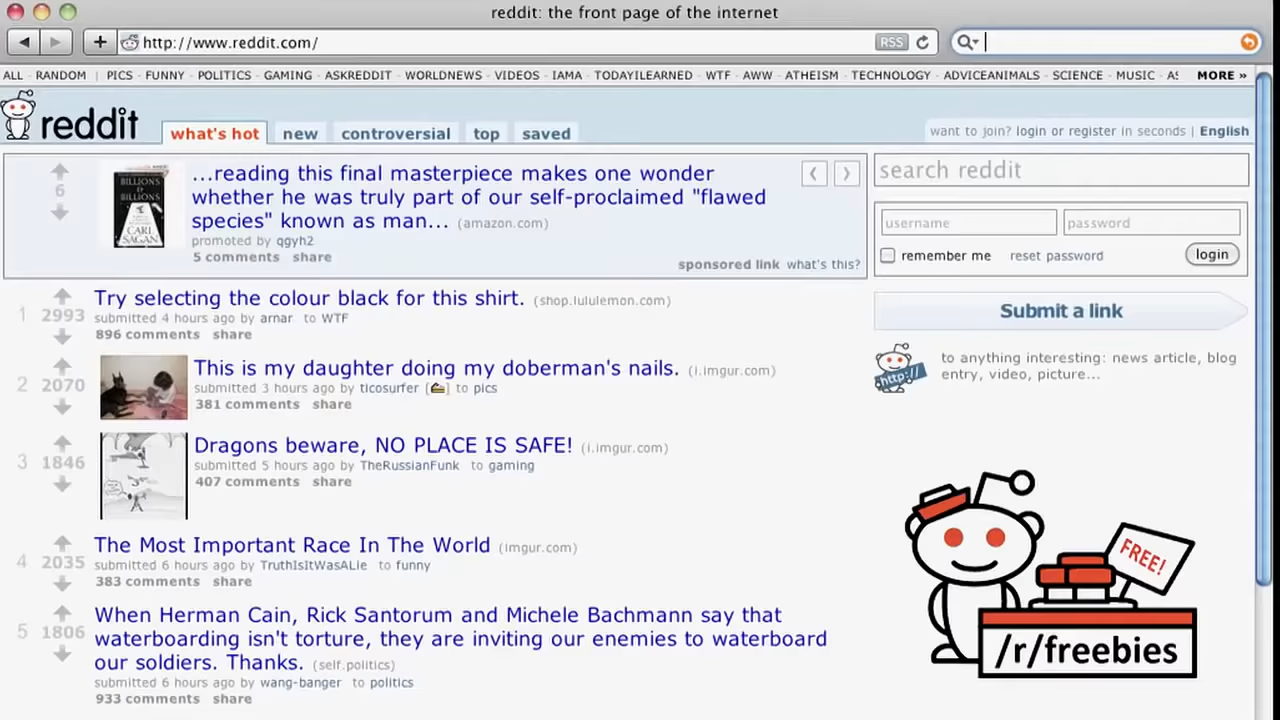 reddit: the front page of the internet
http://www.reddit.com/ RSS
ALL - RANDOM | PICS - FUNNY - POLITICS - GAMING - ASKREDDIT - WORLDNEWS - VIDEOS - IAMA - TODAYILEARNED - WTF - AWW - ATHEISM - TECHNOLOGY - ADVICEANIMALS - SCIENCE - MUSIC - MORE »
reddit what's hot new controversial top saved
want to join? login or register in seconds | English
6
BILLIONS & BILLIONS CARL SAGAN
...reading this final masterpiece makes one wonder
whether he was truly part of our self-proclaimed "flawed
species" known as man... (amazon.com)
promoted by qgyh2
5 comments share
sponsored link what's this?
search reddit
username password
remember me reset password login
Submit a link
http://
to anything interesting: news article, blog
entry, video, picture...
1 2993
Try selecting the colour black for this shirt. (shop.lululemon.com)
submitted 4 hours ago by arnar to WTF
896 comments share
2 2070
This is my daughter doing my doberman's nails. (i.imgur.com)
submitted 3 hours ago by ticosurfer [ ] to pics
381 comments share
3 1846
Dragons beware, NO PLACE IS SAFE! (i.imgur.com)
submitted 5 hours ago by TheRussianFunk to gaming
407 comments share
4 2035
The Most Important Race In The World (imgur.com)
submitted 6 hours ago by TruthIsItWasALie to funny
383 comments share
5 1806
When Herman Cain, Rick Santorum and Michele Bachmann say that
waterboarding isn't torture, they are inviting our enemies to waterboard
our soldiers. Thanks. (self.politics)
submitted 6 hours ago by wang-banger to politics
933 comments share
FREE!
/r/freebies